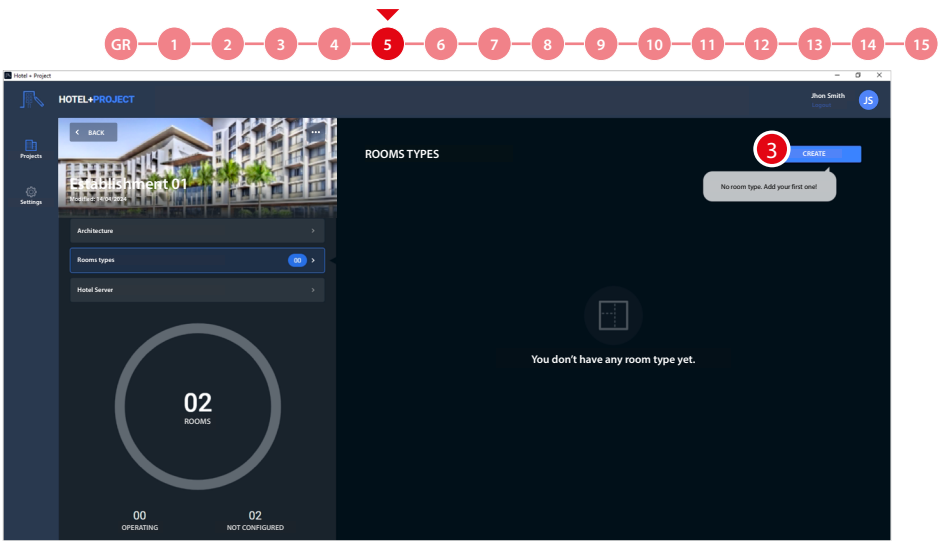 GR 1 2 3 4 5 6 7 8 9 10 11 12 13 14 15
Hotel + Project
HOTEL+PROJECT
Jhon Smith
Logout
JS
BACK
Projects
Settings
Establishment 01
Modified: 14/04/2024
Architecture
Rooms types 00
Hotel Server
02
ROOMS
00
OPERATING
02
NOT CONFIGURED
ROOMS TYPES
3
CREATE
No room type. Add your first one!
You don't have any room type yet.